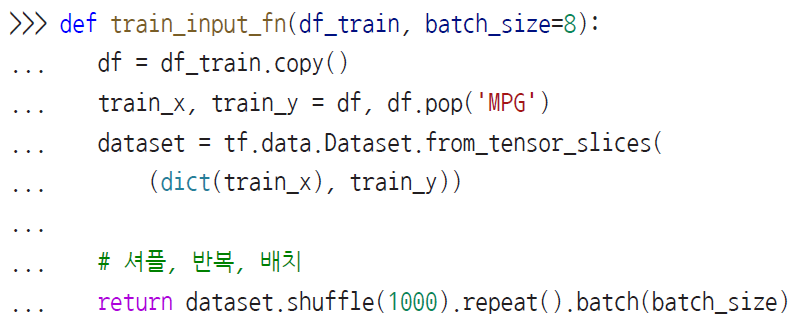 >>> def train_input_fn(df_train, batch_size=8):
...     df = df_train.copy()
...     train_x, train_y = df, df.pop('MPG')
...     dataset = tf.data.Dataset.from_tensor_slices(
...         (dict(train_x), train_y))
...
...     # 셔플, 반복, 배치
...     return dataset.shuffle(1000).repeat().batch(batch_size)